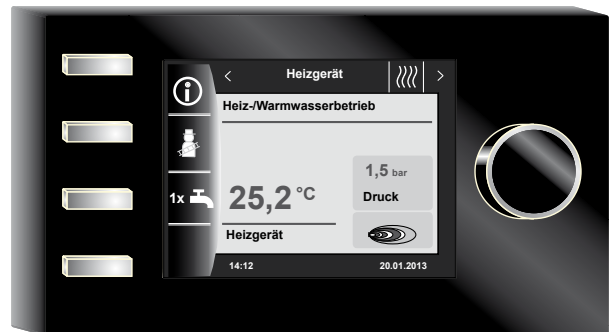 < Heizgerät >
Heiz-/Warmwasserbetrieb
1x
25,2 °C
1,5 bar
Druck
Heizgerät
14:12
20.01.2013